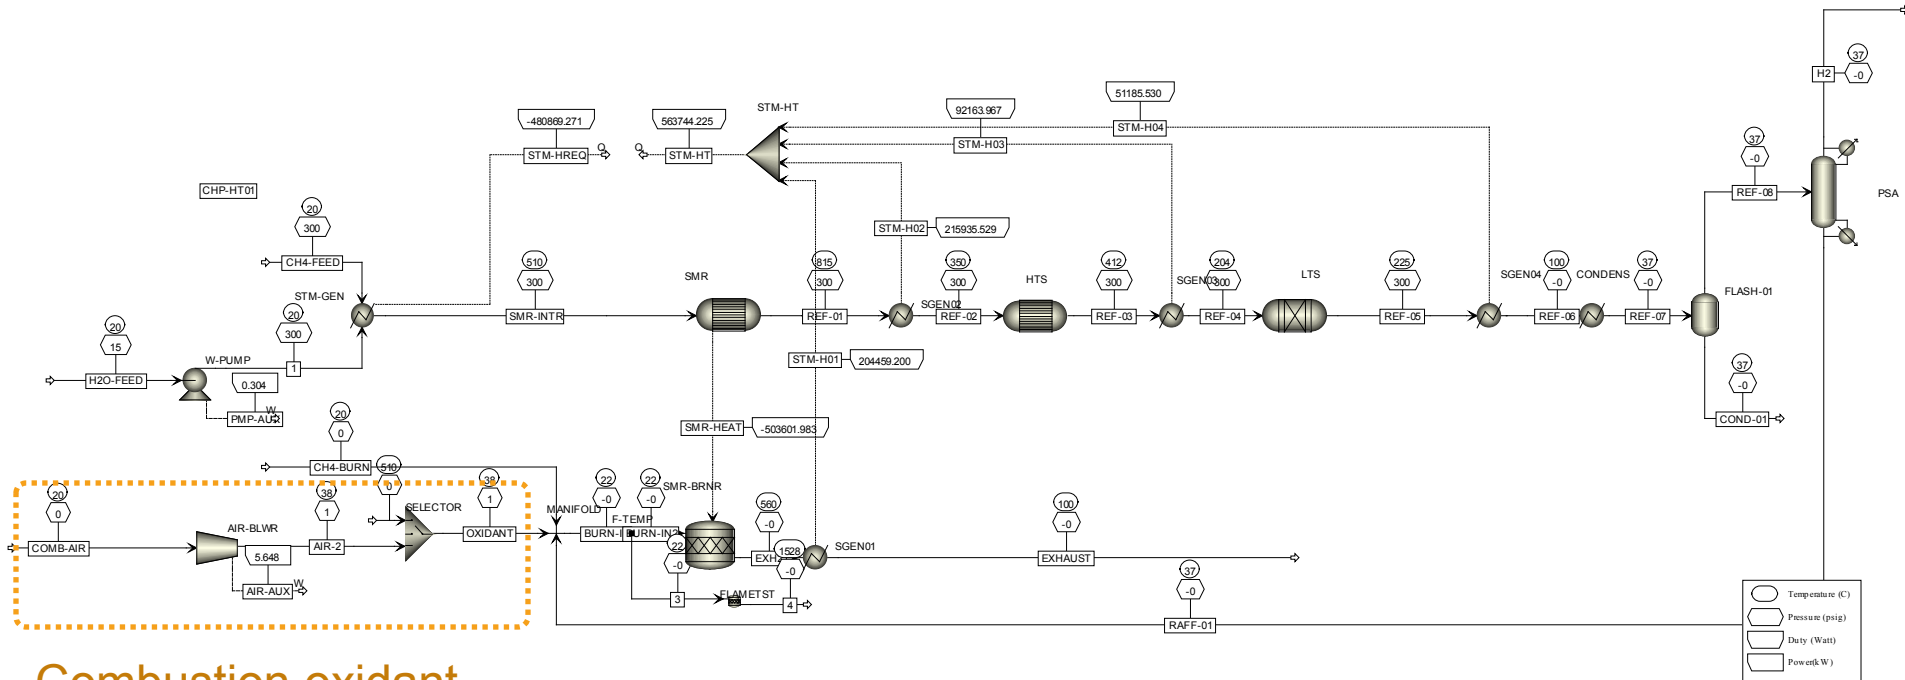 37
-0
H2
51185.530
STM-H04
92163.967
STM-H03
STM-HT
-480869.271
STM-HREQ
Q
563744.225
Q
STM-HT
37
-0
REF-08
PSA
CHP-HT01
20
300
CH4-FEED
STM-H02
215935.529
STM-GEN
510
300
SMR-INTR
SMR
815
300
REF-01
SGEN02
350
300
REF-02
HTS
412
300
REF-03
SGEN03
204
300
REF-04
LTS
225
300
REF-05
SGEN04
100
-0
REF-06
CONDENS
37
-0
REF-07
FLASH-01
20
300
1
20
15
H2O-FEED
W-PUMP
0.304
W
PMP-AUX
STM-H01
204459.200
37
-0
COND-01
SMR-HEAT
-503601.983
20
0
CH4-BURN
20
0
COMB-AIR
AIR-BLWR
5.648
W
AIR-AUX
38
1
AIR-2
510
0
SELECTOR
38
1
OXIDANT
MANIFOLD
22
-0
F-TEMP
22
-0
SMR-BRNR
BURN-IN2
22
-0
3
FLAMETST
1528
-0
4
560
-0
SGEN01
100
-0
EXHAUST
37
-0
RAFF-01
Temperature (C)
Pressure (psig)
Duty (Watt)
Power(kW)
Combustion oxidant